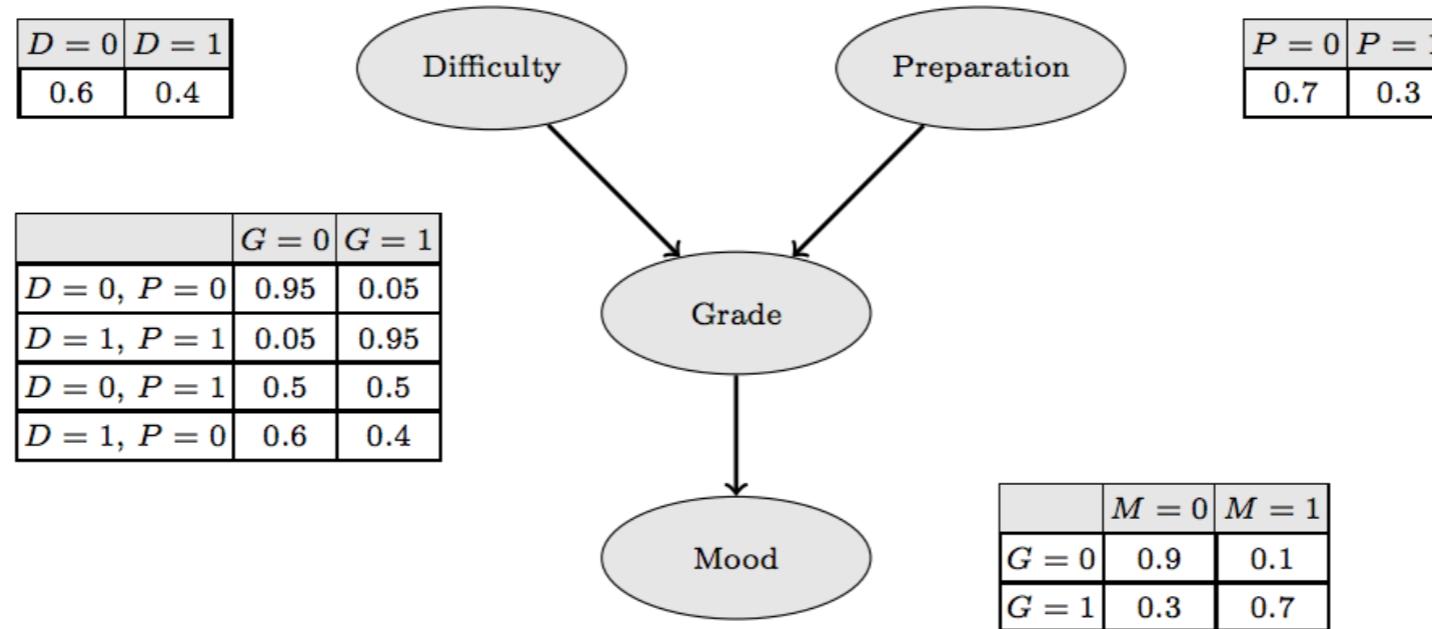 D = 0 D = 1
0.6 0.4
Difficulty
Preparation
P = 0 P = 1
0.7 0.3
G = 0 G = 1
D = 0, P = 0 0.95 0.05
D = 1, P = 1 0.05 0.95
D = 0, P = 1 0.5 0.5
D = 1, P = 0 0.6 0.4
Grade
Mood
M = 0 M = 1
G = 0 0.9 0.1
G = 1 0.3 0.7